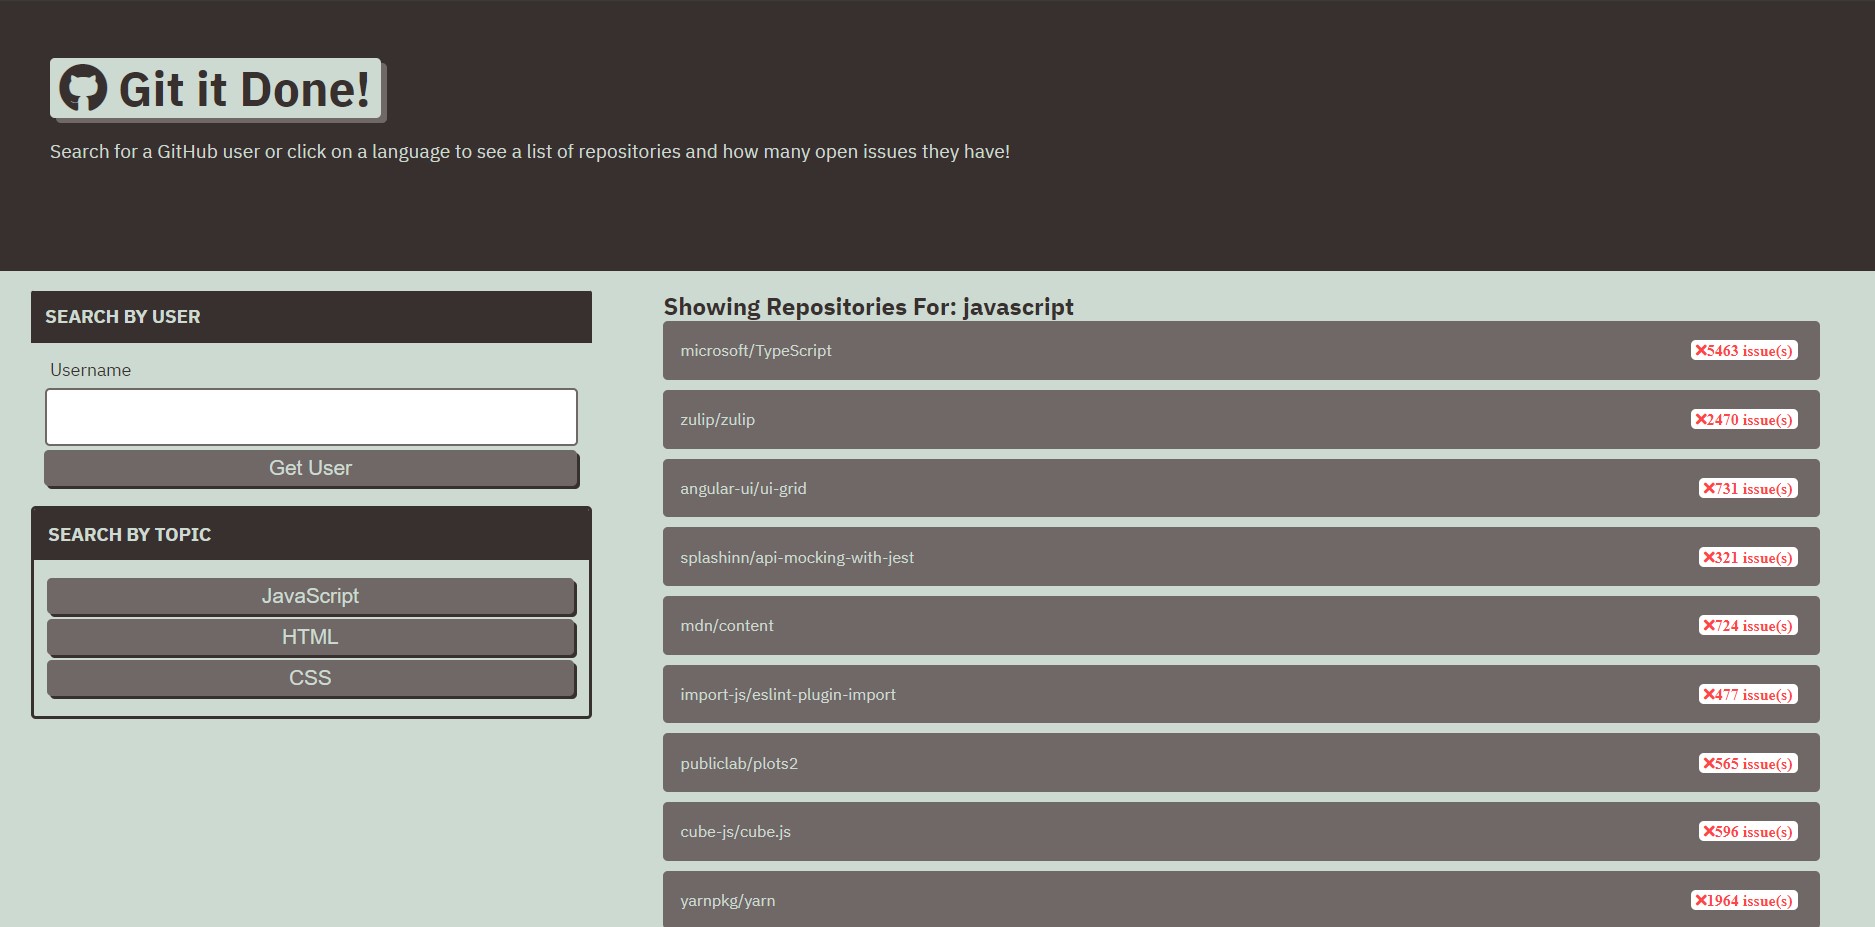 Git it Done!
Search for a GitHub user or click on a language to see a list of repositories and how many open issues they have!
SEARCH BY USER
Username
Get User
SEARCH BY TOPIC
JavaScript
HTML
CSS
Showing Repositories For: javascript
microsoft/TypeScript 5463 issue(s)
zulip/zulip 2470 issue(s)
angular-ui/ui-grid 731 issue(s)
splashinn/api-mocking-with-jest 321 issue(s)
mdn/content 724 issue(s)
import-js/eslint-plugin-import 477 issue(s)
publiclab/plots2 565 issue(s)
cube-js/cube.js 596 issue(s)
yarnpkg/yarn 1964 issue(s)